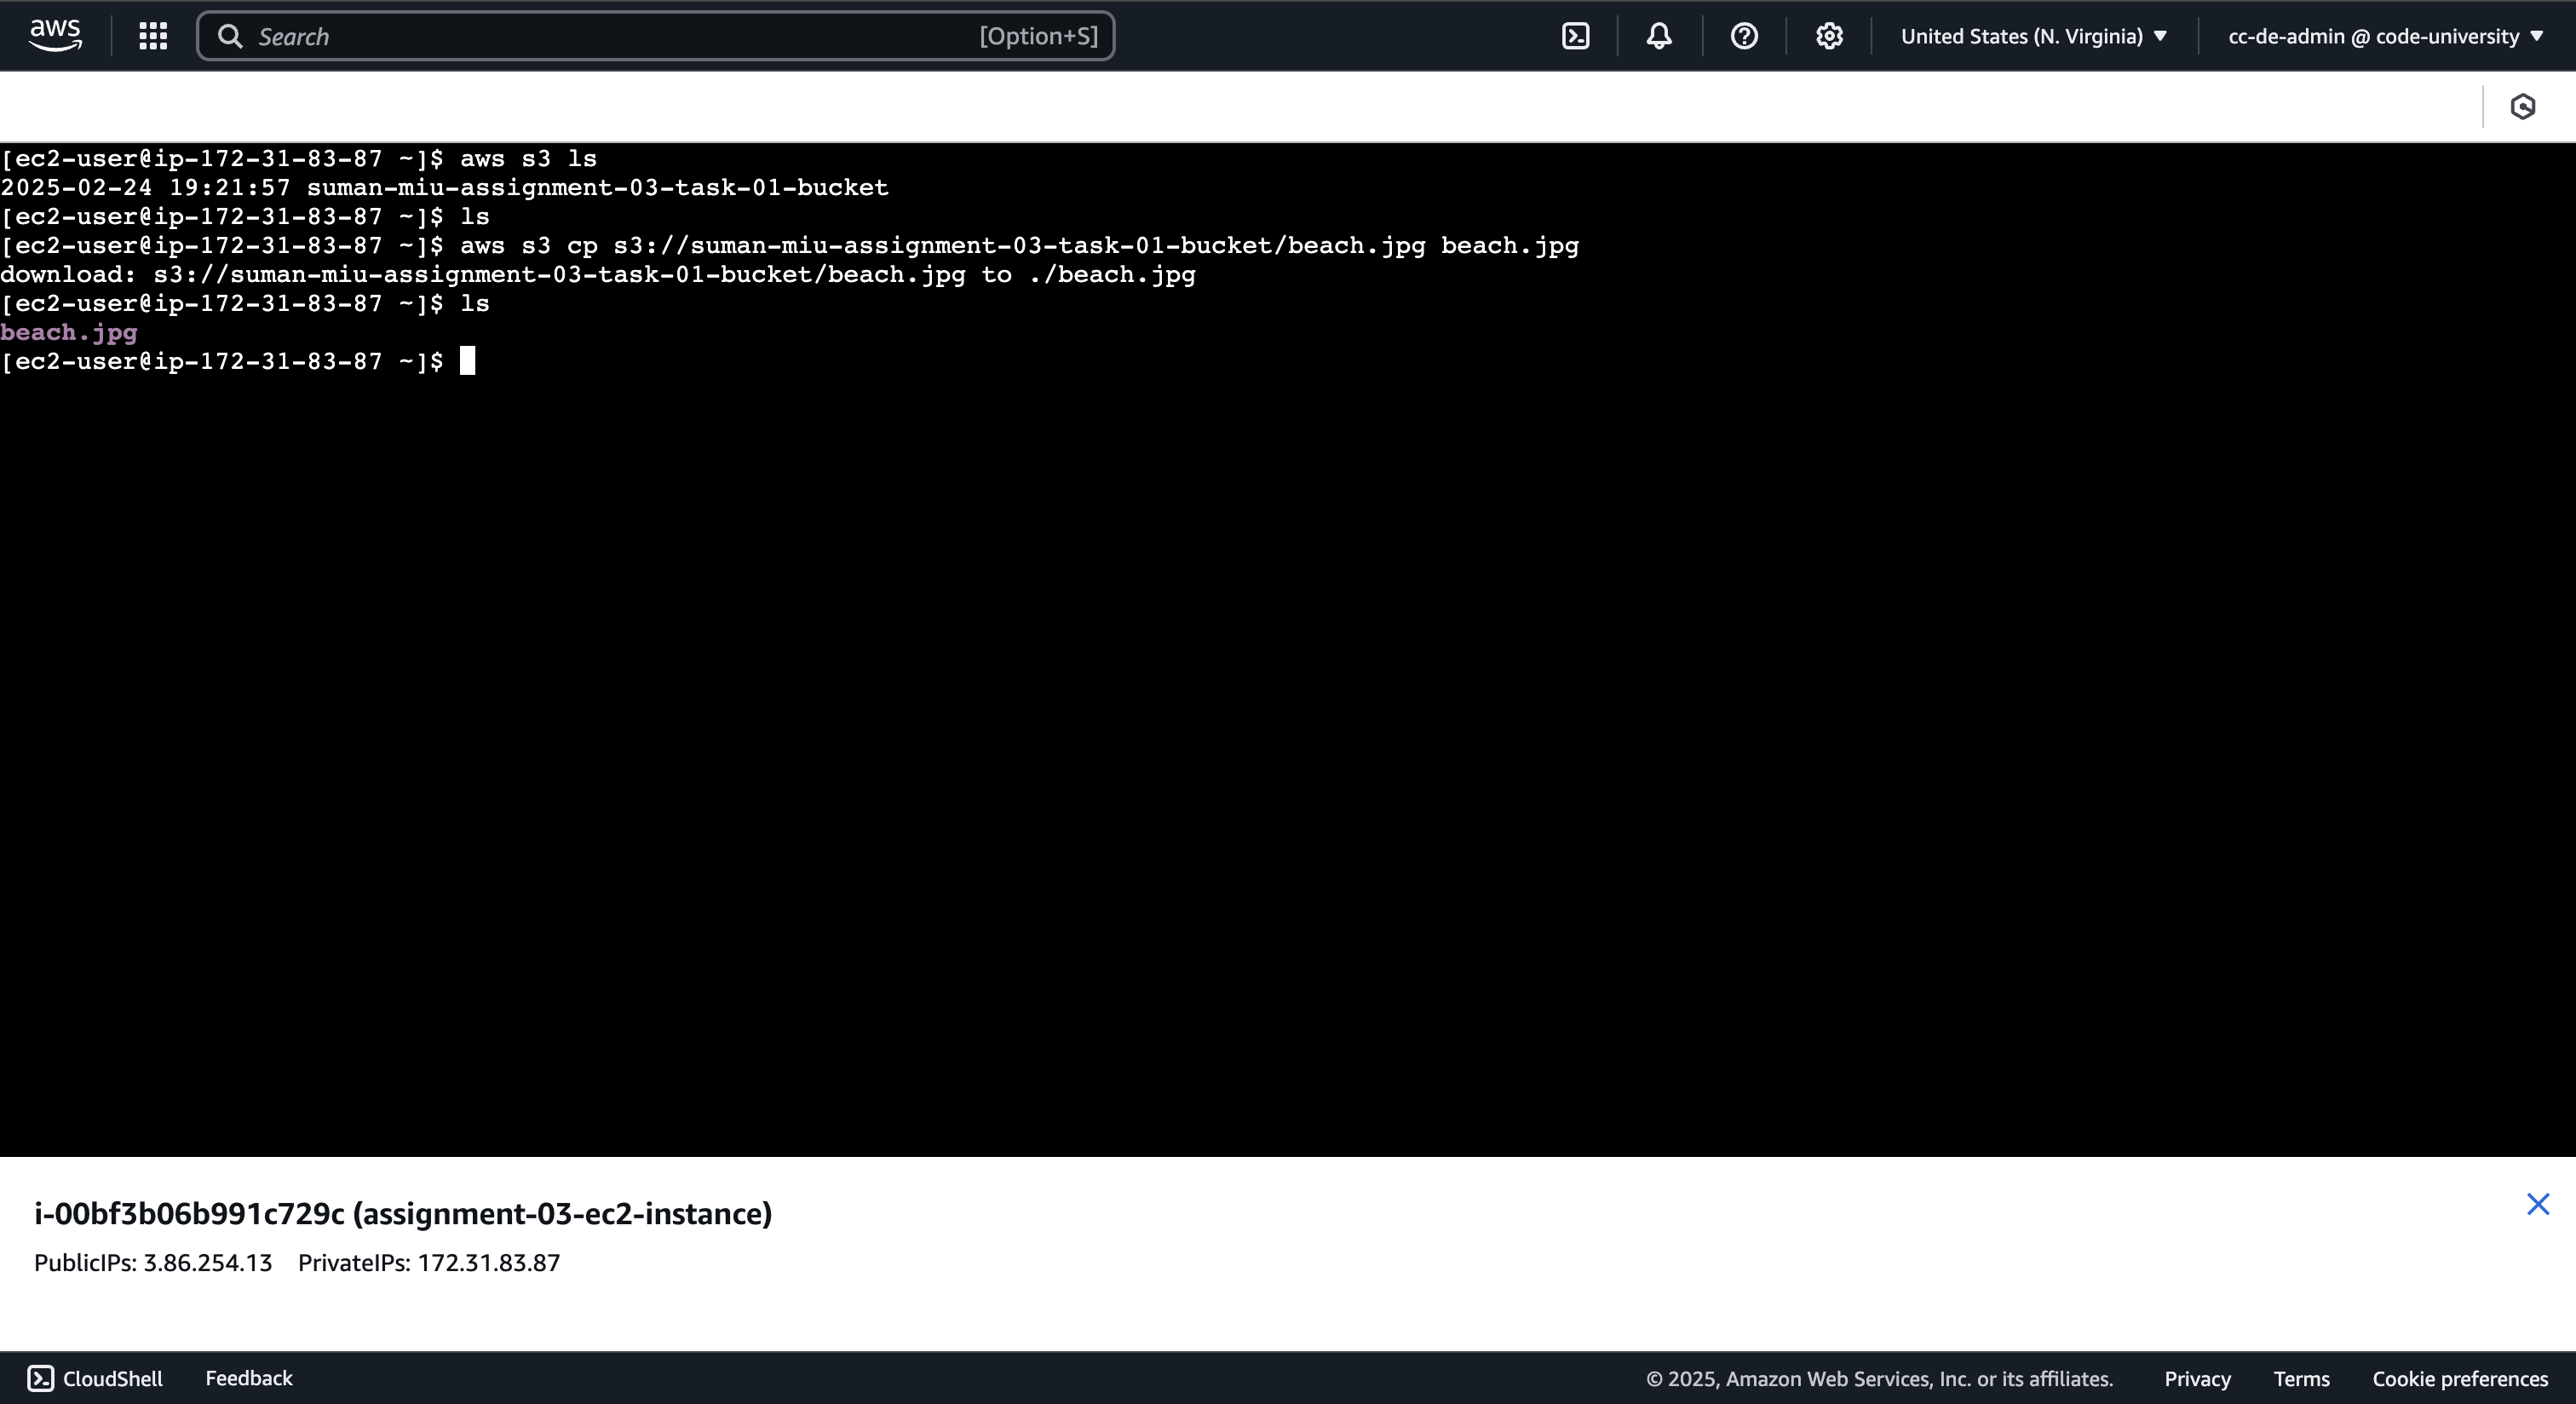 aws
Search [Option+S]
United States (N. Virginia)
cc-de-admin @ code-university
[ec2-user@ip-172-31-83-87 ~]$ aws s3 ls
2025-02-24 19:21:57 suman-miu-assignment-03-task-01-bucket
[ec2-user@ip-172-31-83-87 ~]$ ls
[ec2-user@ip-172-31-83-87 ~]$ aws s3 cp s3://suman-miu-assignment-03-task-01-bucket/beach.jpg beach.jpg
download: s3://suman-miu-assignment-03-task-01-bucket/beach.jpg to ./beach.jpg
[ec2-user@ip-172-31-83-87 ~]$ ls
beach.jpg
[ec2-user@ip-172-31-83-87 ~]$
i-00bf3b06b991c729c (assignment-03-ec2-instance)
PublicIPs: 3.86.254.13 PrivateIPs: 172.31.83.87
CloudShell Feedback © 2025, Amazon Web Services, Inc. or its affiliates. Privacy Terms Cookie preferences